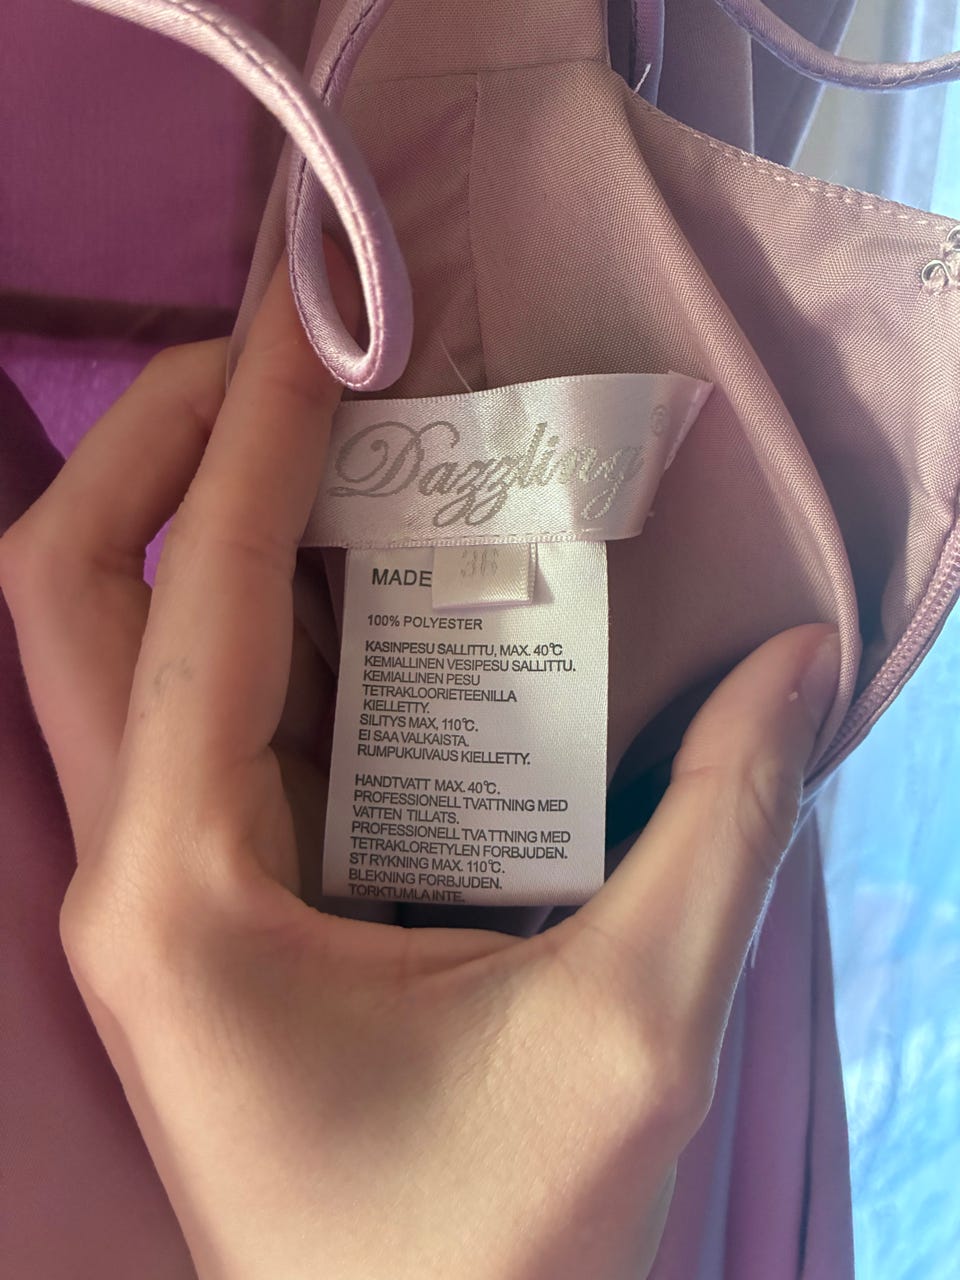 Dazzling®
36
MADE
100% POLYESTER
KASINPESU SALLITTU, MAX. 40℃
KEMIALLINEN VESIPESU SALLITTU.
KEMIALLINEN PESU
TETRAKLOORIETEENILLA
KIELLETTY.
SILITYS MAX, 110℃.
EI SAA VALKAISTA.
RUMPUKUIVAUS KIELLETTY.
HANDTVATT MAX. 40℃.
PROFESSIONELL TVATTNING MED
VATTEN TILLATS.
PROFESSIONELL TVATTNING MED
TETRAKLORETYLEN FORBJUDEN.
ST RYKNING MAX. 110℃.
BLEKNING FORBJUDEN.
TORKTUMLA INTE.